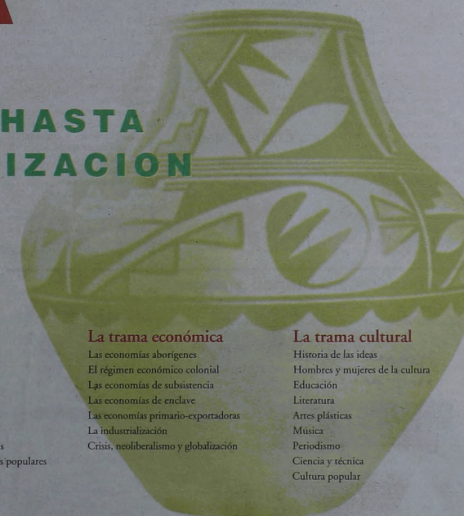 A
HASTA
IZACION
La trama económica
Las economías aborígenes
El régimen económico colonial
Las economías de subsistencia
Las economías de enclave
Las economías primario-exportadoras
La industrialización
Crisis, neoliberalismo y globalización
La trama cultural
Historia de las ideas
Hombres y mujeres de la cultura
Educación
Literatura
Artes plásticas
Música
Periodismo
Ciencia y técnica
Cultura popular
s
s populares